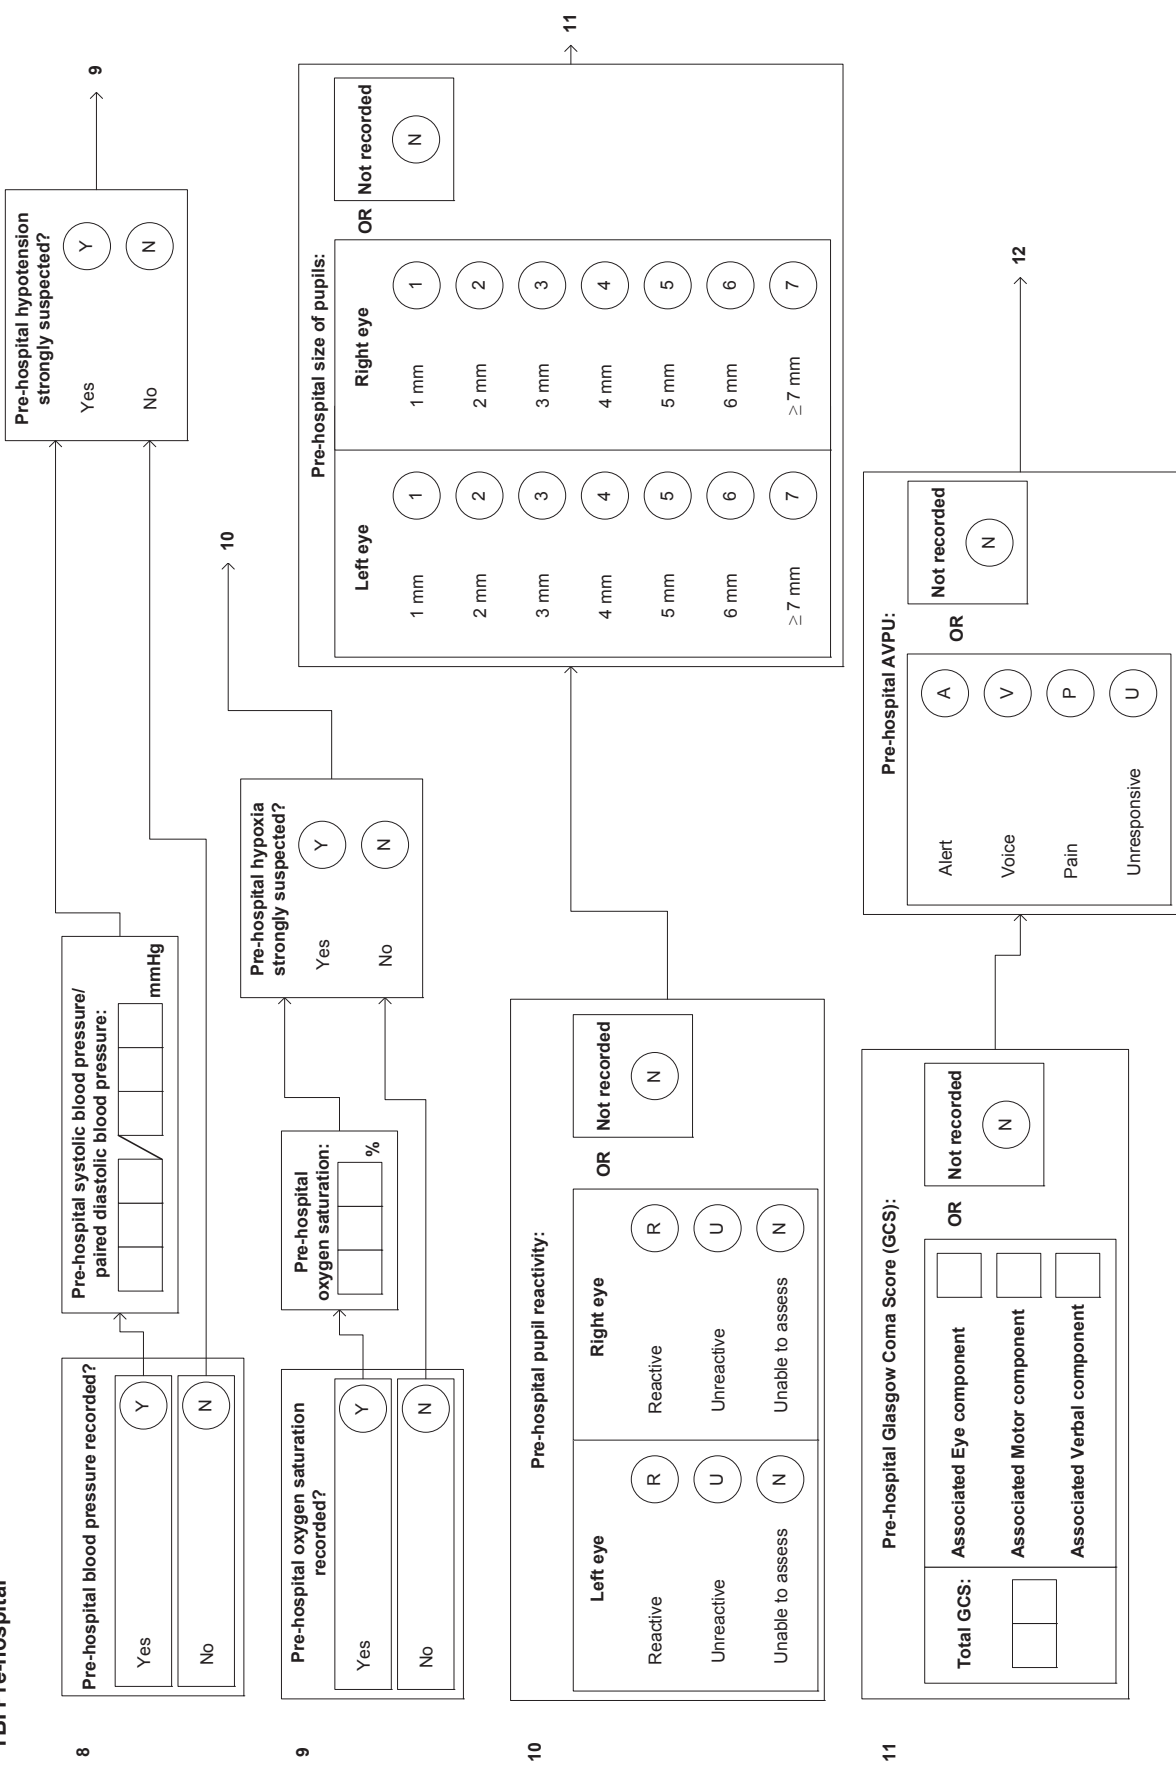 TBI Pre-hospital
8
Pre-hospital blood pressure recorded?
Yes Y
No N
Pre-hospital systolic blood pressure/
paired diastolic blood pressure:
mmHg
Pre-hospital hypotension
strongly suspected?
Yes Y
No N
9
9
Pre-hospital oxygen saturation
recorded?
Yes Y
No N
Pre-hospital
oxygen saturation:
%
Pre-hospital hypoxia
strongly suspected?
Yes Y
No N
10
10
Pre-hospital pupil reactivity:
Left eye
Reactive R
Unreactive U
Unable to assess N
Right eye
Reactive R
Unreactive U
Unable to assess N
OR
Not recorded
N
Pre-hospital size of pupils:
Left eye
1 mm 1
2 mm 2
3 mm 3
4 mm 4
5 mm 5
6 mm 6
≥ 7 mm 7
Right eye
1 mm 1
2 mm 2
3 mm 3
4 mm 4
5 mm 5
6 mm 6
≥ 7 mm 7
OR
Not recorded
N
11
11
Pre-hospital Glasgow Coma Score (GCS):
Total GCS:
Associated Eye component
Associated Motor component
Associated Verbal component
OR
Not recorded
N
Pre-hospital AVPU:
Alert A
Voice V
Pain P
Unresponsive U
OR
Not recorded
N
12